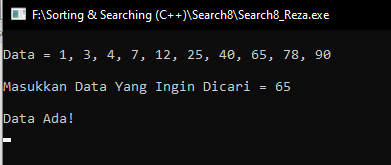 F:\Sorting & Searching (C++)\Search8\Search8_Reza.exe
Data = 1, 3, 4, 7, 12, 25, 40, 65, 78, 90
Masukkan Data Yang Ingin Dicari = 65
Data Ada!